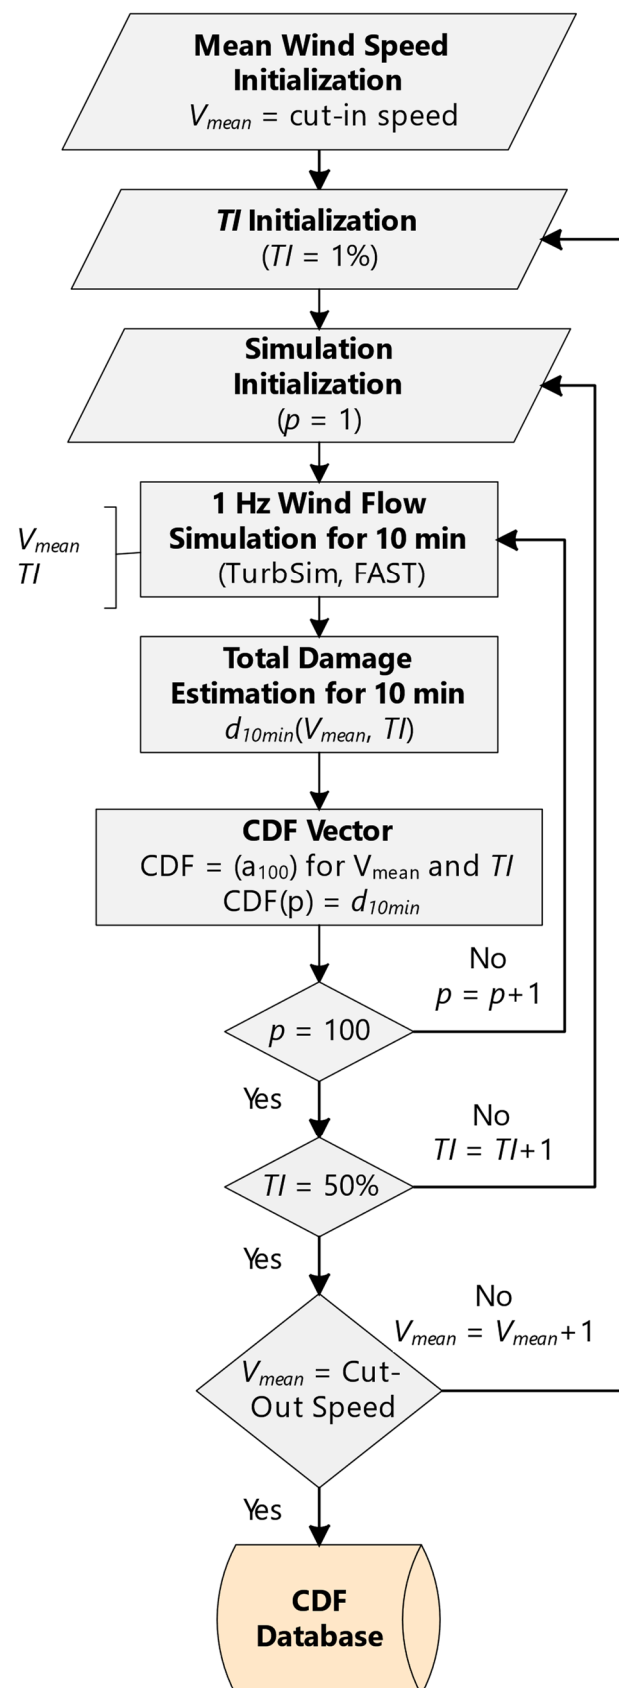 Mean Wind Speed
Initialization
Vmean = cut-in speed
TI Initialization
(TI = 1%)
Simulation
Initialization
(p = 1)
1 Hz Wind Flow
Simulation for 10 min
(TurbSim, FAST)
Vmean
TI
Total Damage
Estimation for 10 min
d10min(Vmean, TI)
CDF Vector
CDF = (a100) for Vmean and TI
CDF(p) = d10min
No
p = p+1
p = 100
Yes
No
TI = TI+1
TI = 50%
Yes
No
Vmean = Vmean+1
Vmean = Cut-
Out Speed
Yes
CDF
Database